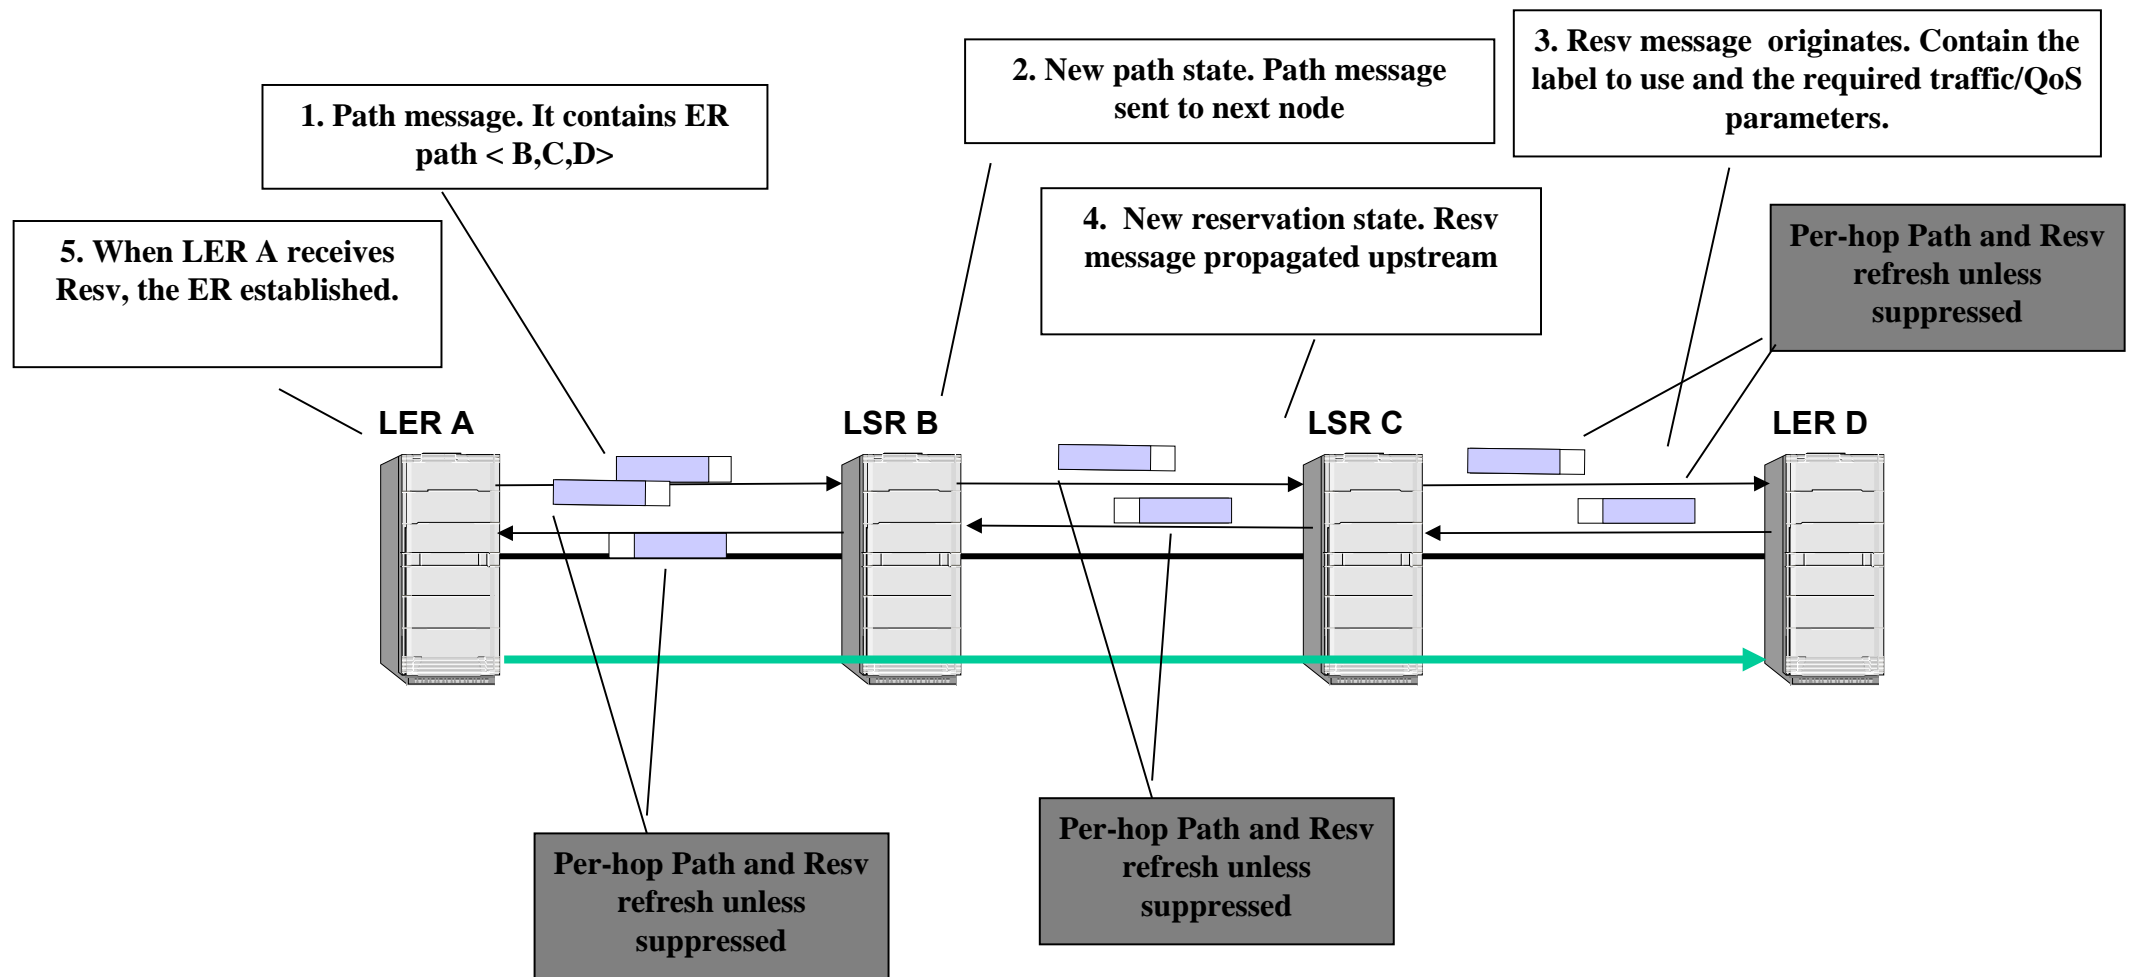 3. Resv message originates. Contain the
label to use and the required traffic/QoS
parameters.
2. New path state. Path message
sent to next node
1. Path message. It contains ER
path < B,C,D>
4. New reservation state. Resv
message propagated upstream
Per-hop Path and Resv
refresh unless
suppressed
5. When LER A receives
Resv, the ER established.
LER A
LSR B
LSR C
LER D
Per-hop Path and Resv
refresh unless
suppressed
Per-hop Path and Resv
refresh unless
suppressed